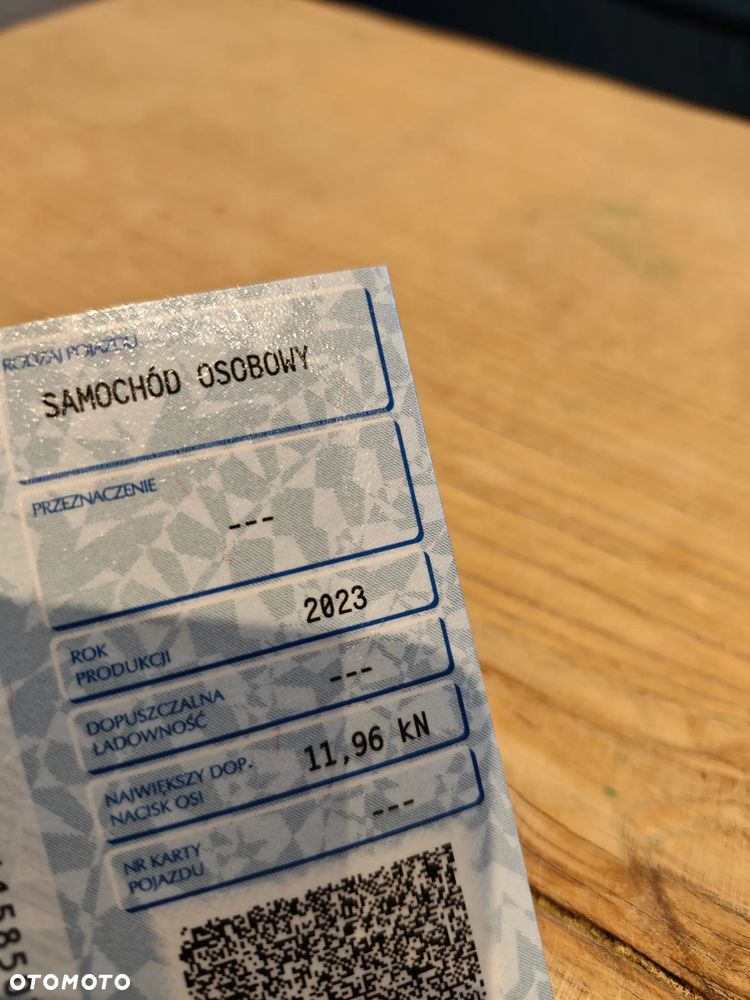 RODZAJ POJAZDU
SAMOCHÓD OSOBOWY
PRZEZNACZENIE
---
2023
ROK
PRODUKCJI
---
DOPUSZCZALNA
ŁADOWNOŚĆ
11,96 kN
NAJWIĘKSZY DOP.
NACISK OSI
---
NR KARTY
POJAZDU
OTOMOTO